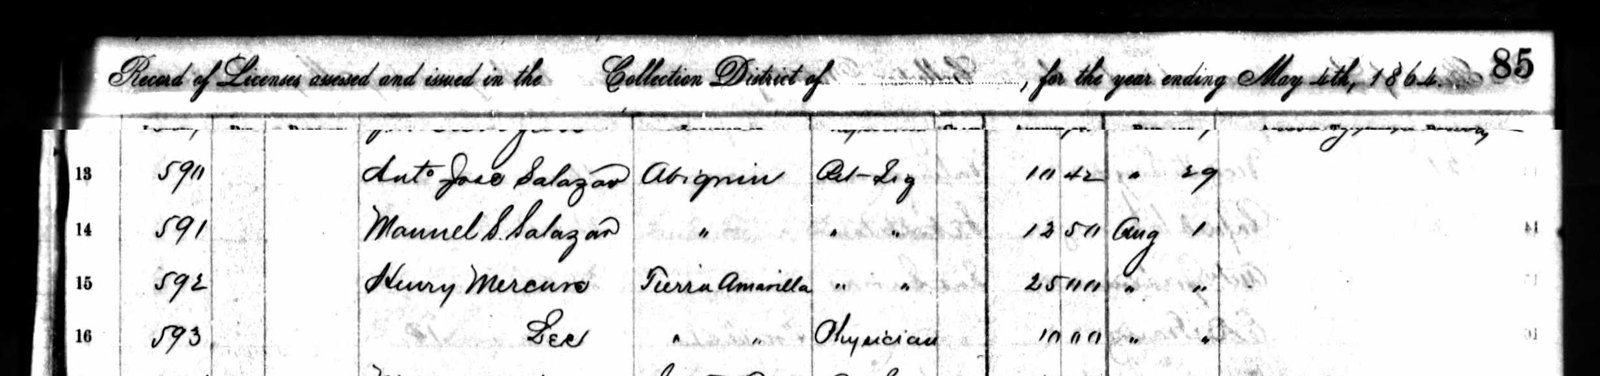 Record of Licenses assessed and issued in the Collection District of , for the year ending May 4th, 1864. 85
13 590 Anto Jose Salazar Abiquiu Ret-Liq 10 42 " 29
14 591 Manuel S. Salazar " " " 12 50 Aug 1
15 592 Henry Mercure Tierra Amarilla " " 25 00 " "
16 593 Lee " " Physician 10 00 " "